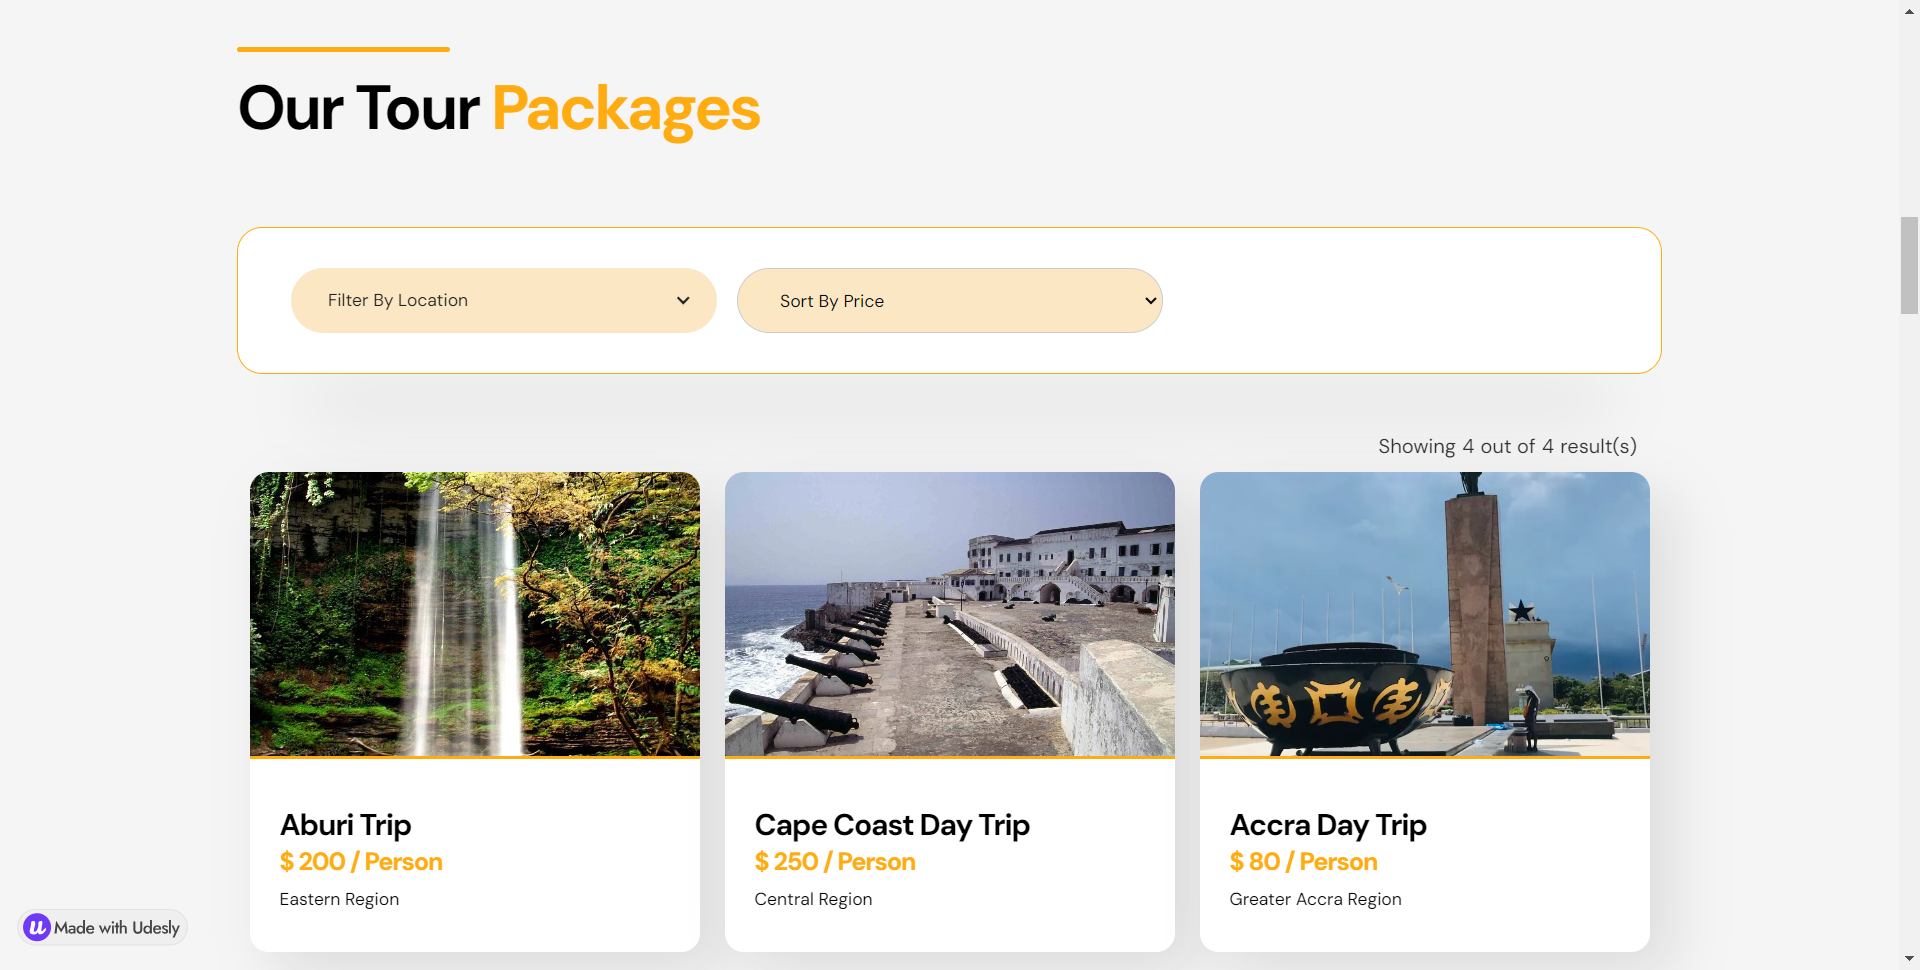 Our Tour Packages
Filter By Location
Sort By Price
Showing 4 out of 4 result(s)
Aburi Trip
$ 200 / Person
Eastern Region
Cape Coast Day Trip
$ 250 / Person
Central Region
Accra Day Trip
$ 80 / Person
Greater Accra Region
u Made with Udesly